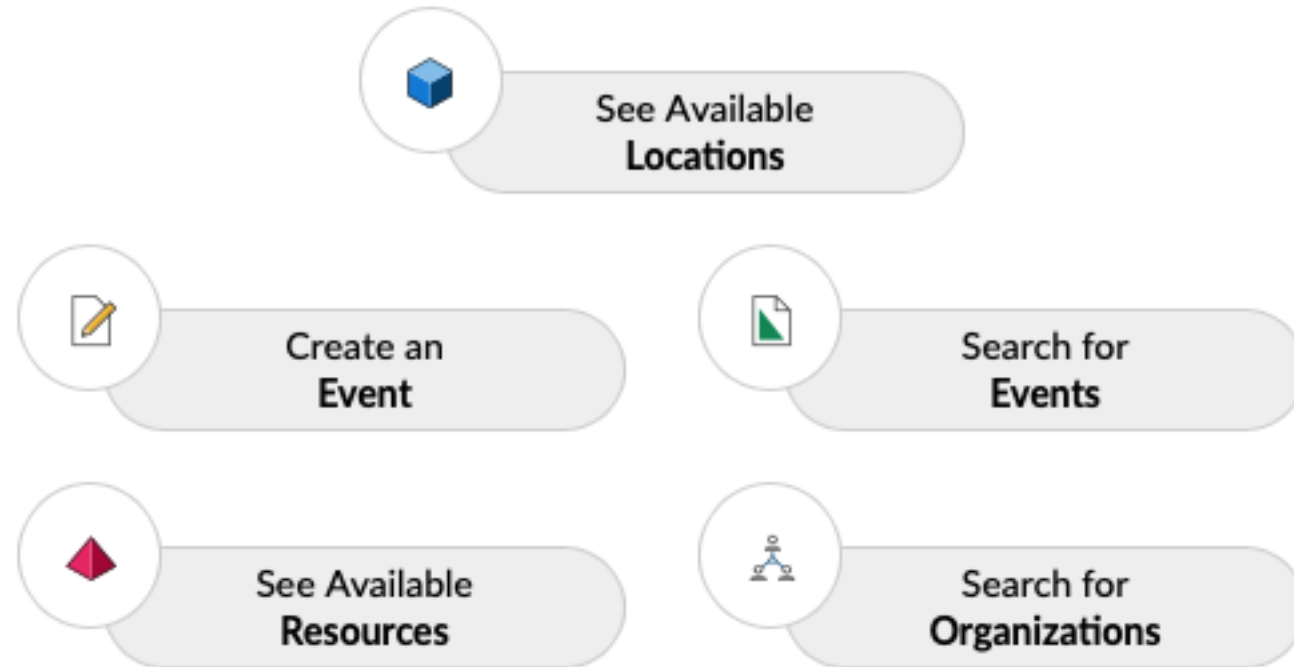 See Available
Locations
Create an
Event
Search for
Events
See Available
Resources
Search for
Organizations